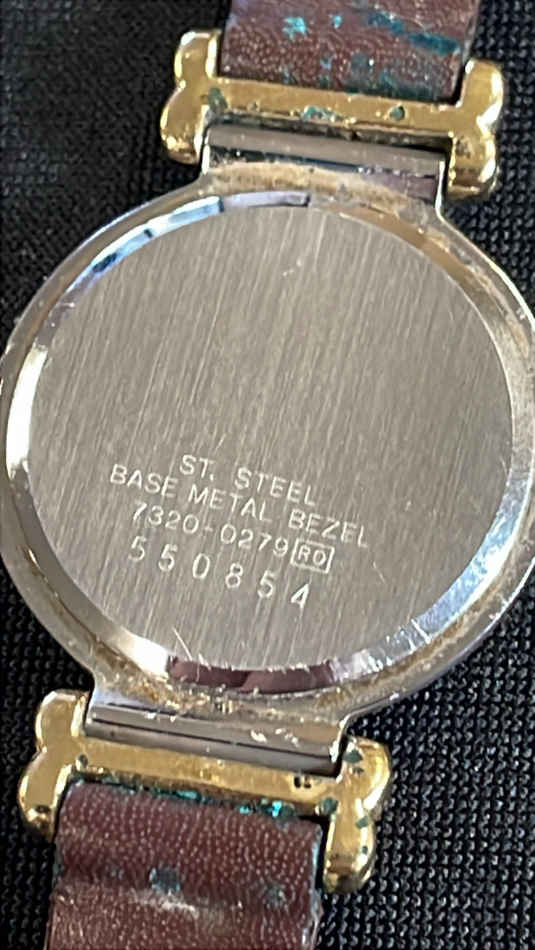 ST. STEEL
BASE METAL BEZEL
7320-0279 RO
550854